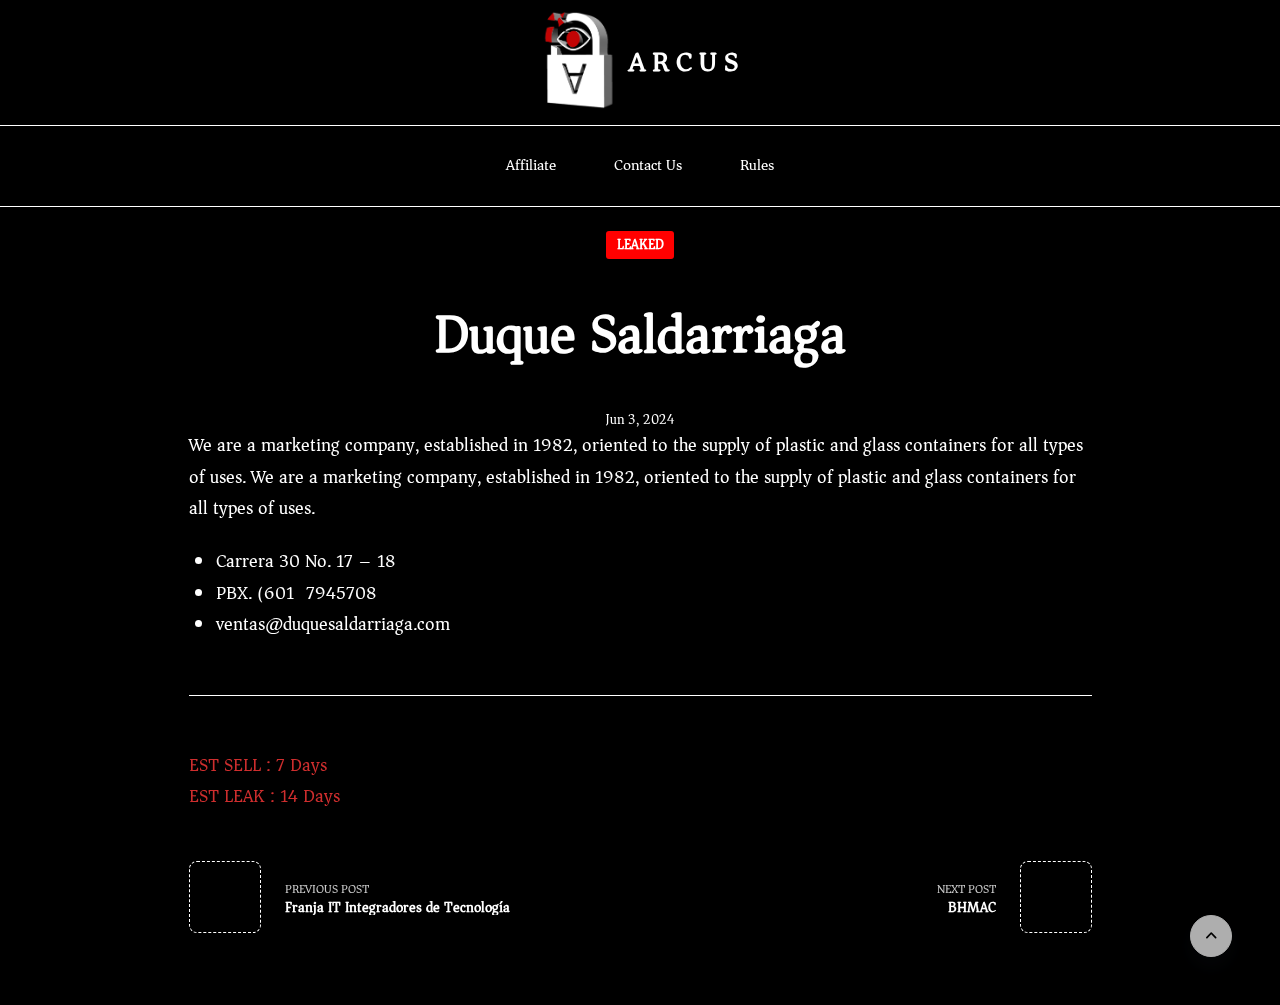 ARCUS
Affiliate
Contact Us
Rules
LEAKED
Duque Saldarriaga
Jun 3, 2024
We are a marketing company, established in 1982, oriented to the supply of plastic and glass containers for all types
of uses. We are a marketing company, established in 1982, oriented to the supply of plastic and glass containers for
all types of uses.
Carrera 30 No. 17 – 18
PBX. (601 7945708
ventas@duquesaldarriaga.com
EST SELL : 7 Days
EST LEAK : 14 Days
PREVIOUS POST
Franja IT Integradores de Tecnología
NEXT POST
BHMAC